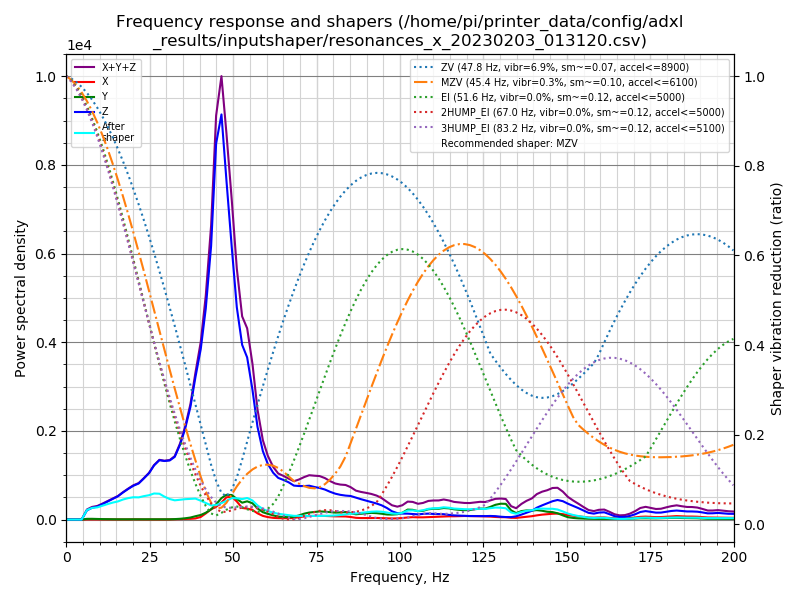 Frequency response and shapers (/home/pi/printer_data/config/adxl
_results/inputshaper/resonances_x_20230203_013120.csv)
1e4
X+Y+Z
X
Y
Z
After
shaper
ZV (47.8 Hz, vibr=6.9%, sm~=0.07, accel<=8900)
MZV (45.4 Hz, vibr=0.3%, sm~=0.10, accel<=6100)
EI (51.6 Hz, vibr=0.0%, sm~=0.12, accel<=5000)
2HUMP_EI (67.0 Hz, vibr=0.0%, sm~=0.12, accel<=5000)
3HUMP_EI (83.2 Hz, vibr=0.0%, sm~=0.12, accel<=5100)
Recommended shaper: MZV
Power spectral density
1.0
0.8
0.6
0.4
0.2
0.0
1.0
0.8
0.6
0.4
0.2
0.0
Shaper vibration reduction (ratio)
0 25 50 75 100 125 150 175 200
Frequency, Hz